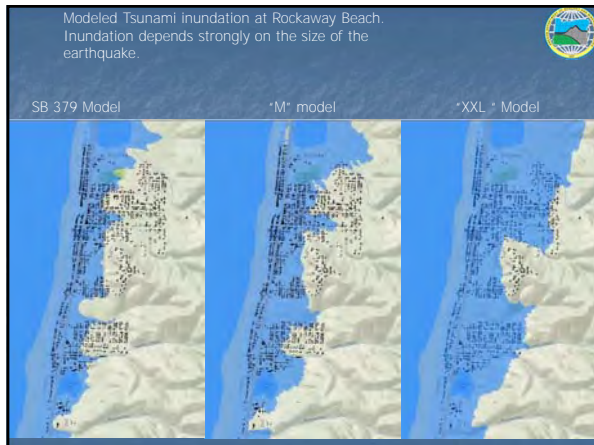 Modeled Tsunami inundation at Rockaway Beach.
Inundation depends strongly on the size of the
earthquake.
SB 379 Model
"M" model
"XXL " Model